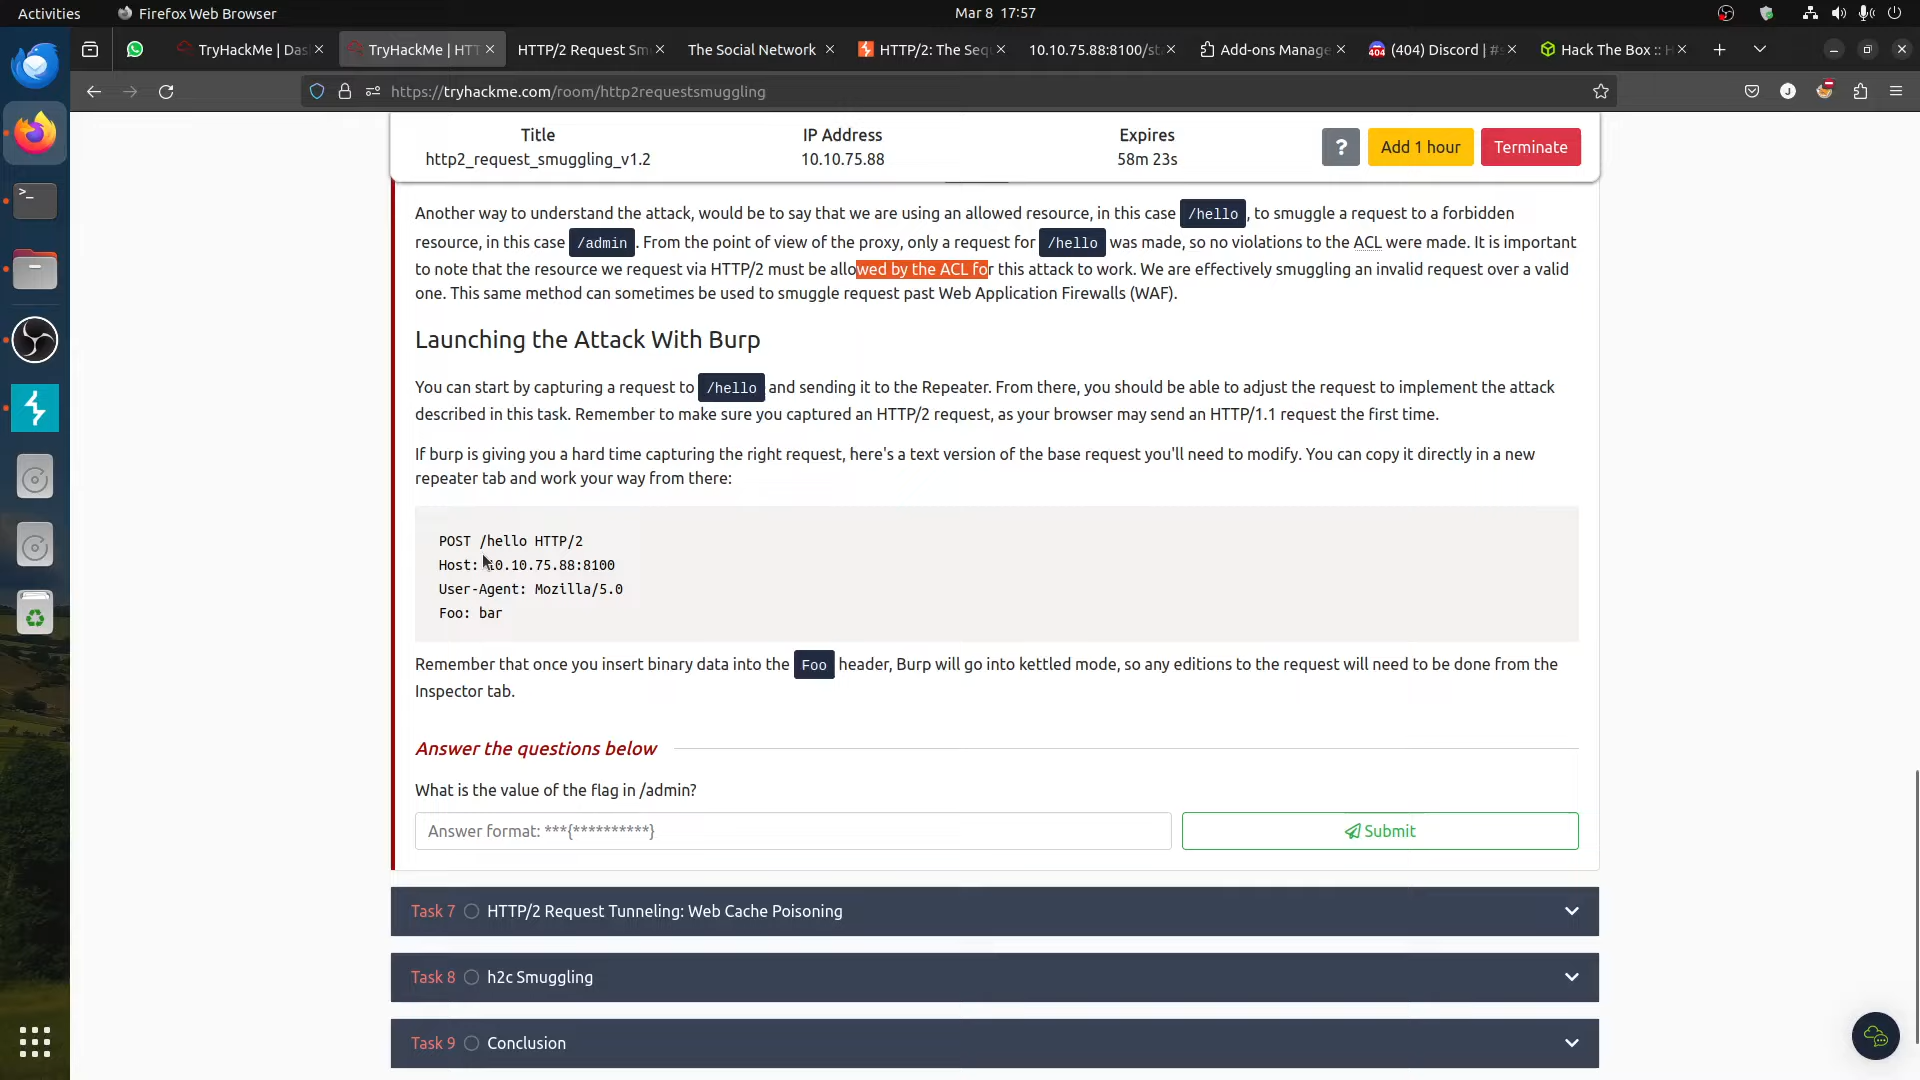 Activities
Firefox Web Browser
Mar 8 17:57
TryHackMe | Das
TryHackMe | HTT
HTTP/2 Request Sm
The Social Network
HTTP/2: The Seq
10.10.75.88:8100/sta
Add-ons Manage
404
(404) Discord | #s
Hack The Box :: H
https://tryhackme.com/room/http2requestsmuggling
J
Title
http2_request_smuggling_v1.2
IP Address
10.10.75.88
Expires
58m 23s
?
Add 1 hour
Terminate
Another way to understand the attack, would be to say that we are using an allowed resource, in this case /hello , to smuggle a request to a forbidden
resource, in this case /admin . From the point of view of the proxy, only a request for /hello was made, so no violations to the ACL were made. It is important
to note that the resource we request via HTTP/2 must be allowed by the ACL for this attack to work. We are effectively smuggling an invalid request over a valid
one. This same method can sometimes be used to smuggle request past Web Application Firewalls (WAF).
Launching the Attack With Burp
You can start by capturing a request to /hello and sending it to the Repeater. From there, you should be able to adjust the request to implement the attack
described in this task. Remember to make sure you captured an HTTP/2 request, as your browser may send an HTTP/1.1 request the first time.
If burp is giving you a hard time capturing the right request, here's a text version of the base request you'll need to modify. You can copy it directly in a new
repeater tab and work your way from there:
POST /hello HTTP/2
Host: 10.10.75.88:8100
User-Agent: Mozilla/5.0
Foo: bar
Remember that once you insert binary data into the Foo header, Burp will go into kettled mode, so any editions to the request will need to be done from the
Inspector tab.
Answer the questions below
What is the value of the flag in /admin?
Answer format: ***{**********}
Submit
Task 7 HTTP/2 Request Tunneling: Web Cache Poisoning
Task 8 h2c Smuggling
Task 9 Conclusion